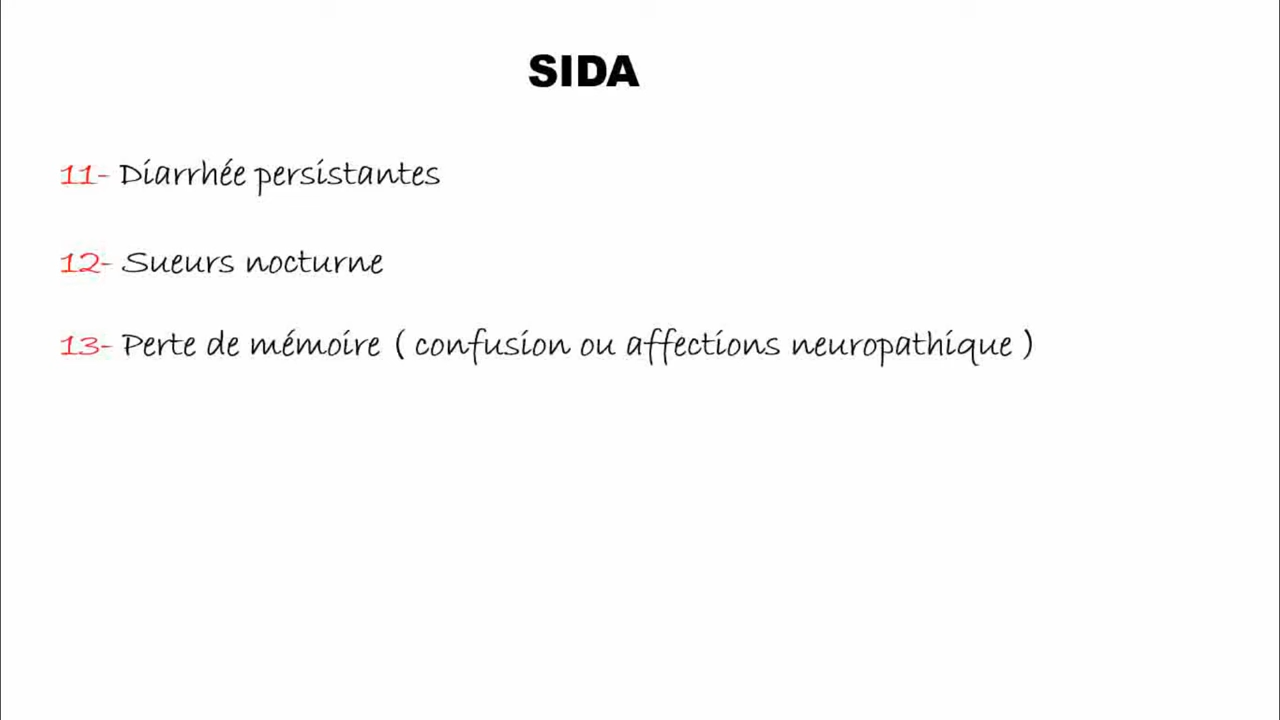 SIDA
11- Diarrhée persistantes
12- Sueurs nocturne
13- Perte de mémoire ( confusion ou affections neuropathique )